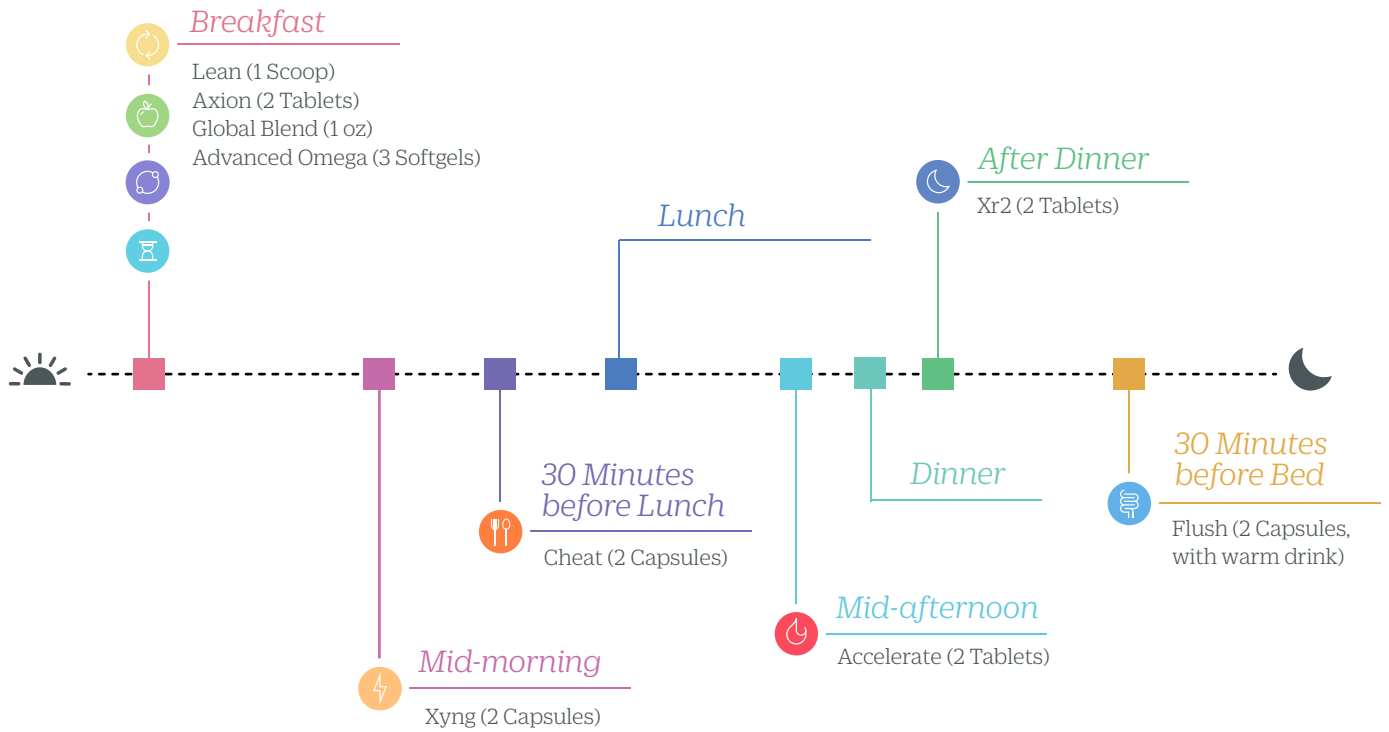 Breakfast
Lean (1 Scoop)
Axion (2 Tablets)
Global Blend (1 oz)
Advanced Omega (3 Softgels)
Mid-morning
Xyng (2 Capsules)
30 Minutes
before Lunch
Cheat (2 Capsules)
Lunch
Mid-afternoon
Accelerate (2 Tablets)
Dinner
After Dinner
Xr2 (2 Tablets)
30 Minutes
before Bed
Flush (2 Capsules,
with warm drink)